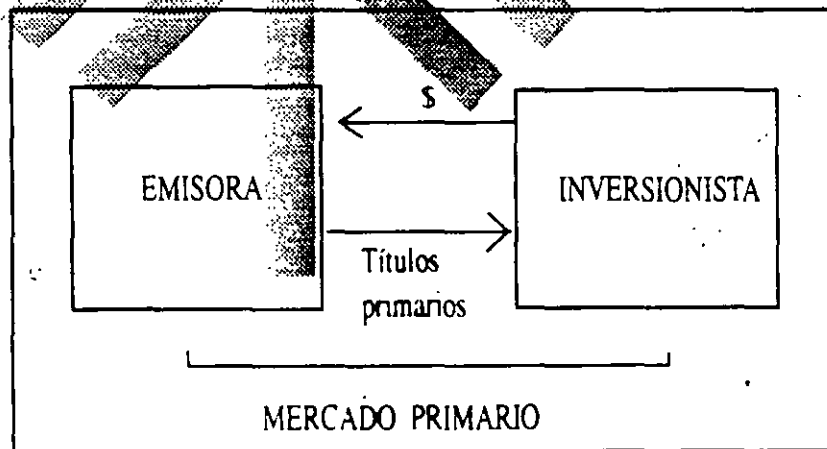 $
EMISORA
INVERSIONISTA
Títulos
primarios
MERCADO PRIMARIO